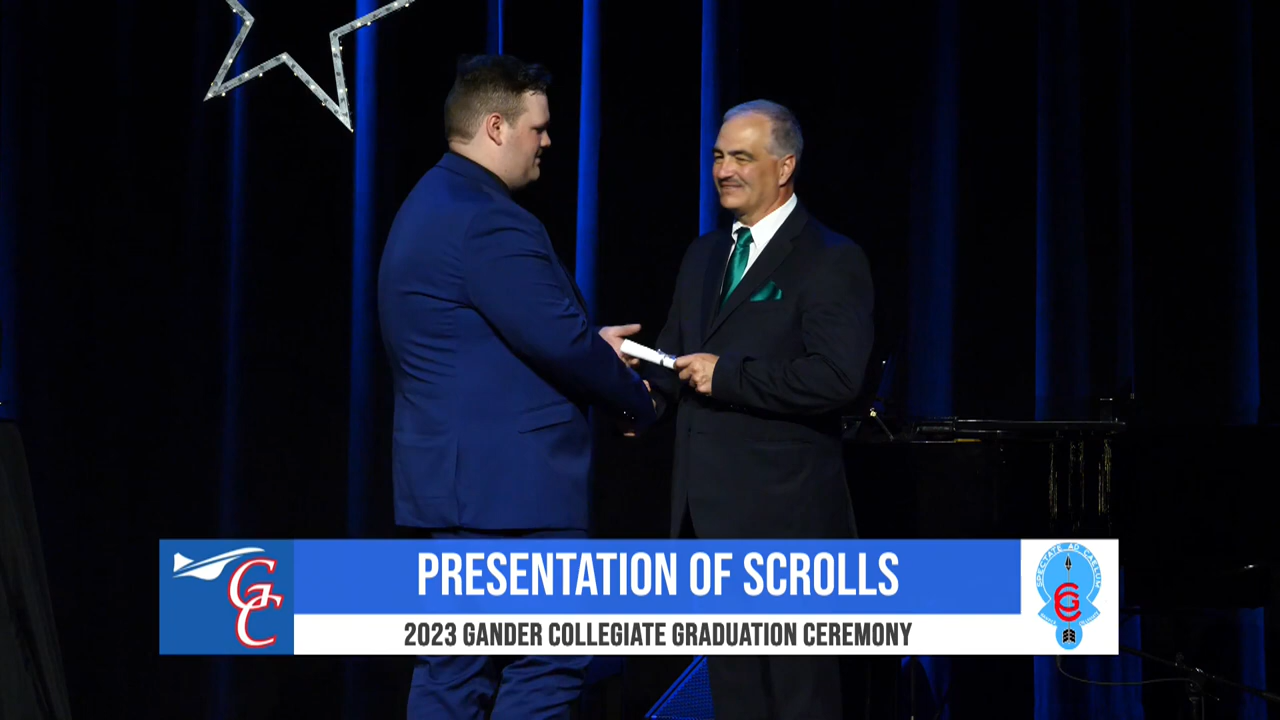 PRESENTATION OF SCROLLS
2023 GANDER COLLEGIATE GRADUATION CEREMONY
GC
SPECTATE AD CAELUM
GC